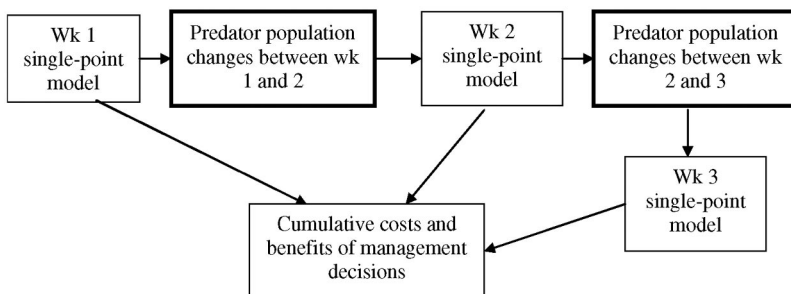 Wk 1
single-point
model
Predator population
changes between wk
1 and 2
Wk 2
single-point
model
Predator population
changes between wk
2 and 3
Wk 3
single-point
model
Cumulative costs and
benefits of management
decisions